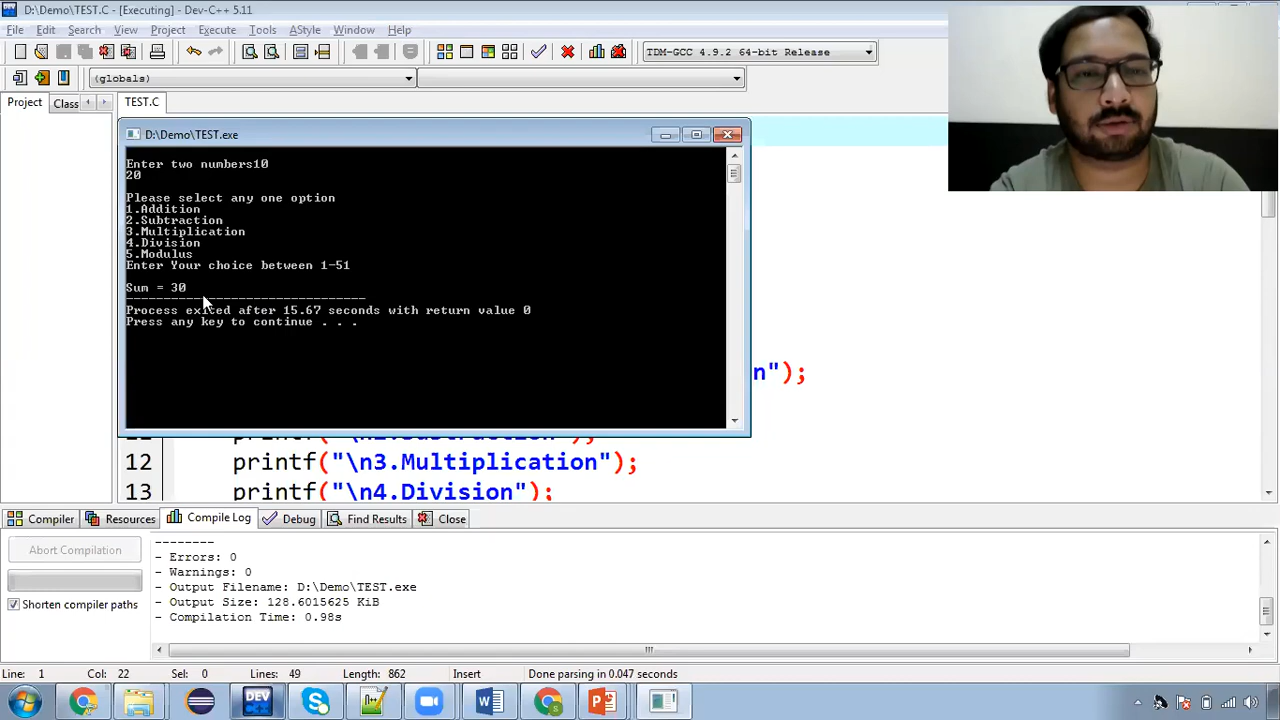 D:\Demo\TEST.C - [Executing] - Dev-C++ 5.11
File Edit Search View Project Execute Tools AStyle Window Help
TDM-GCC 4.9.2 64-bit Release
(globals)
Project Class TEST.C
D:\Demo\TEST.exe
Enter two numbers10
20
Please select any one option
1.Addition
2.Subtraction
3.Multiplication
4.Division
5.Modulus
Enter Your choice between 1-51
Sum = 30
--------------------------------
Process exited after 15.67 seconds with return value 0
Press any key to continue . . .
n");
12 printf("\n3.Multiplication");
13 printf("\n4.Division");
Compiler Resources Compile Log Debug Find Results Close
Abort Compilation
Shorten compiler paths
--------
- Errors: 0
- Warnings: 0
- Output Filename: D:\Demo\TEST.exe
- Output Size: 128.6015625 KiB
- Compilation Time: 0.98s
Line: 1 Col: 22 Sel: 0 Lines: 49 Length: 862 Insert Done parsing in 0.047 seconds
DEV C++